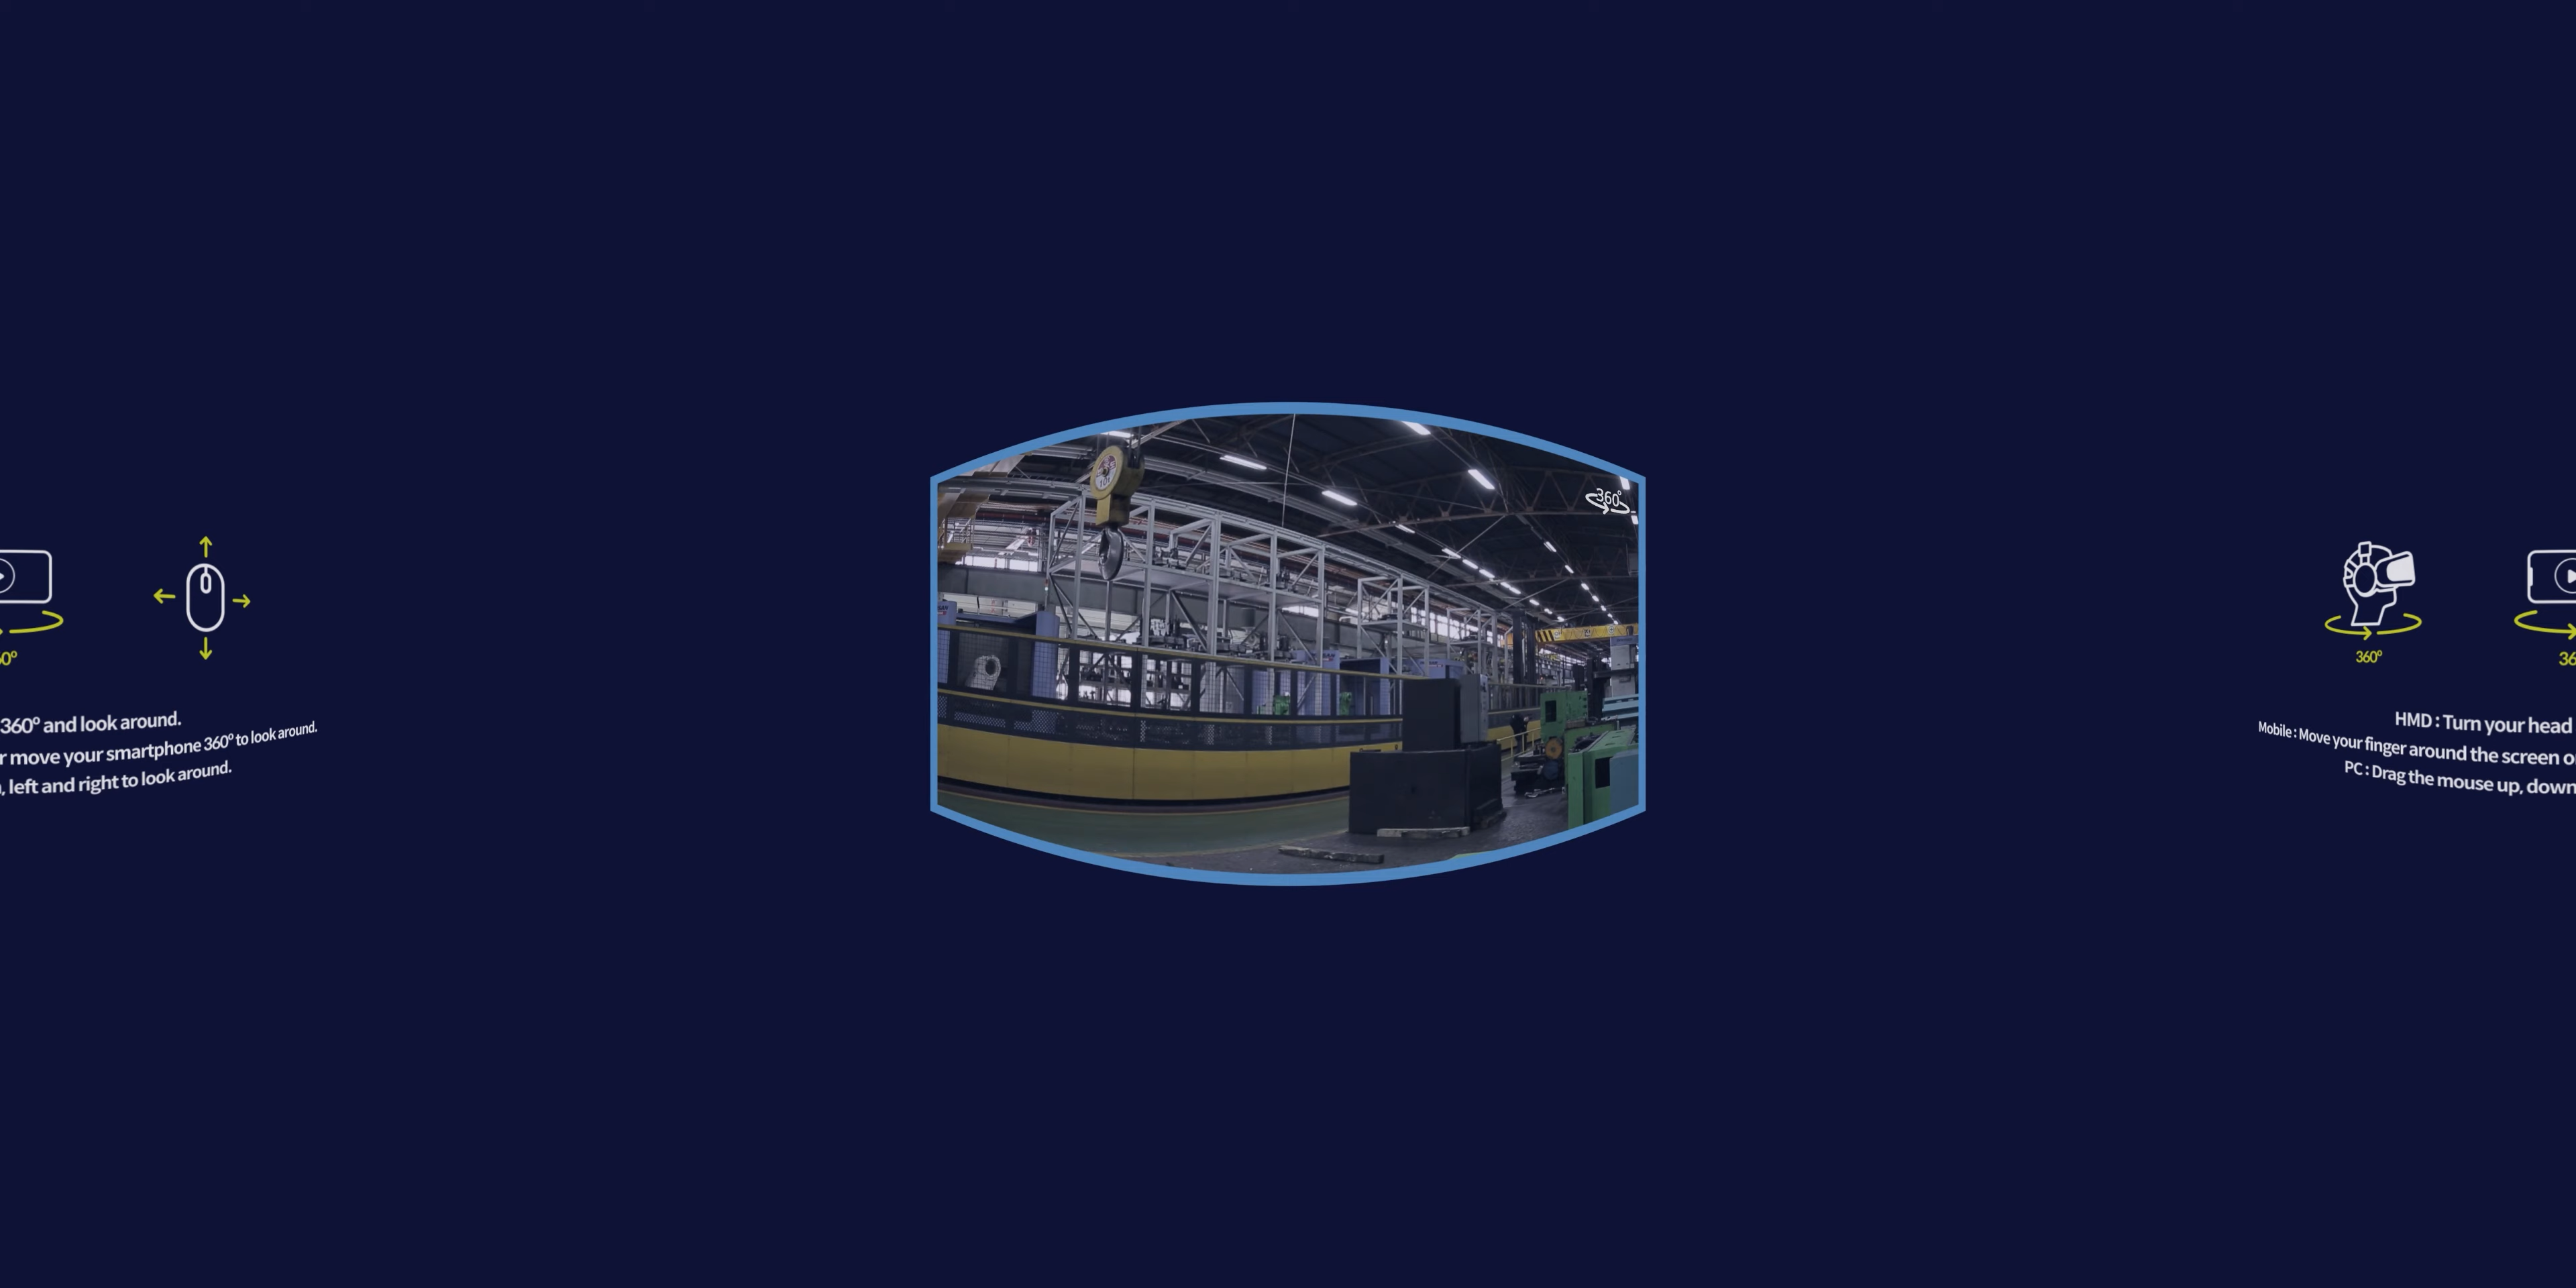 360°
360°
HMD : Turn your head 360° and look around.
Mobile : Move your finger around the screen or move your smartphone 360° to look around.
PC : Drag the mouse up, down, left and right to look around.
360°